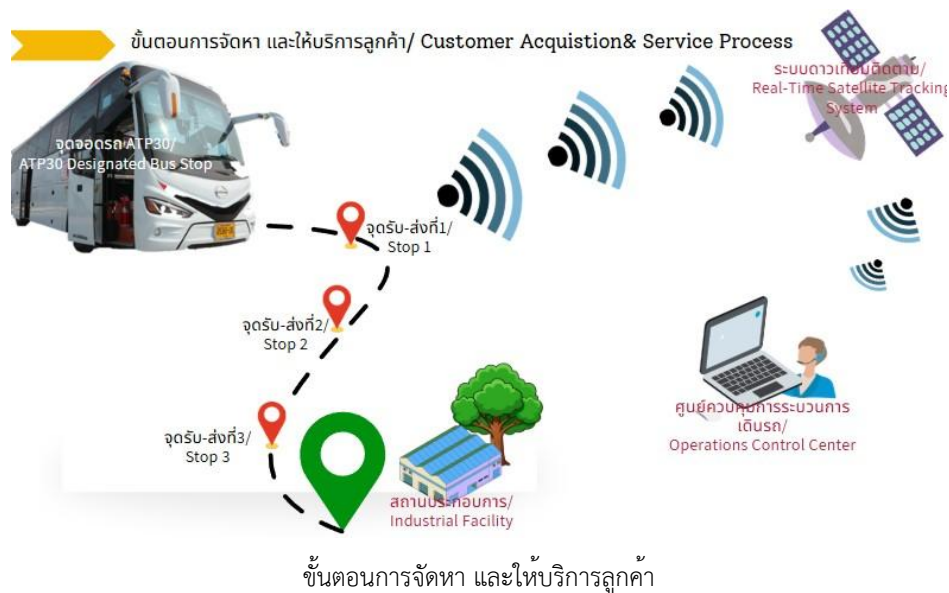 ขั้นตอนการจัดหา และให้บริการลูกค้า/ Customer Acquistion& Service Process
ระบบดาวเทียมติดตาม/
Real-Time Satellite Tracking
System
จุดจอดรถ ATP30/
ATP30 Designated Bus Stop
จุดรับ-ส่งที่1/
Stop 1
จุดรับ-ส่งที่2/
Stop 2
จุดรับ-ส่งที่3/
Stop 3
ศูนย์ควบคุมการระบวนการ
เดินรถ/
Operations Control Center
สถานประกอบการ/
Industrial Facility
ขั้นตอนการจัดหา และให้บริการลูกค้า